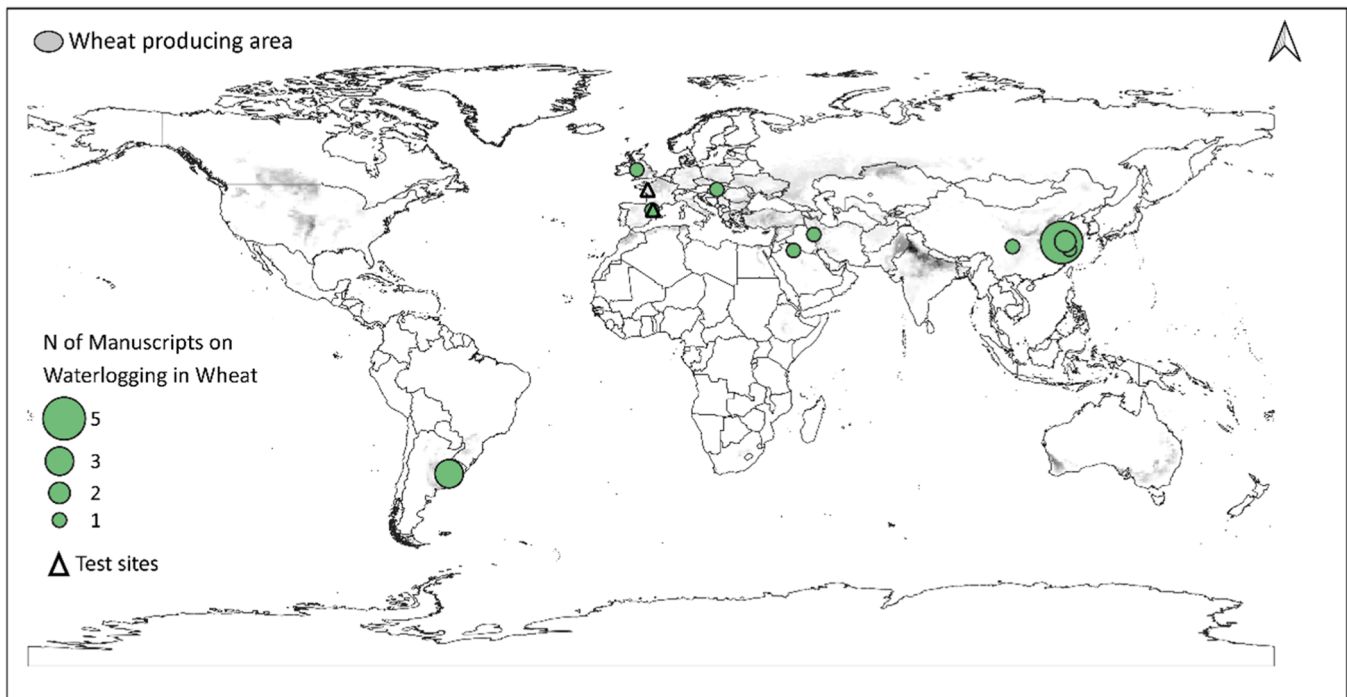 Wheat producing area
N of Manuscripts on
Waterlogging in Wheat
5
3
2
1
Test sites